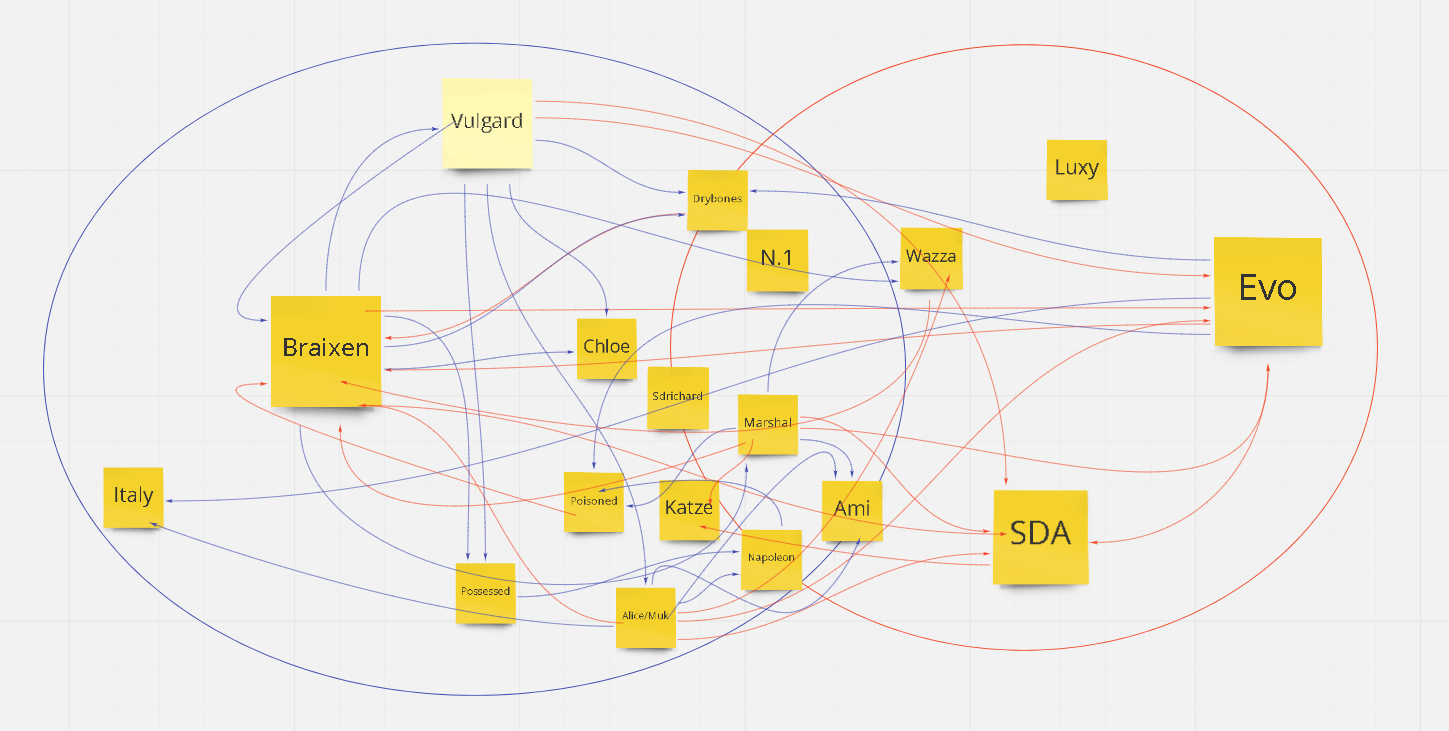 Vulgard
Luxy
Drybones
N.1
Wazza
Evo
Braixen
Chloe
Sdrichard
Marshal
Italy
Poisoned
Katze
Ami
SDA
Napoleon
Possessed
Alice/Muk